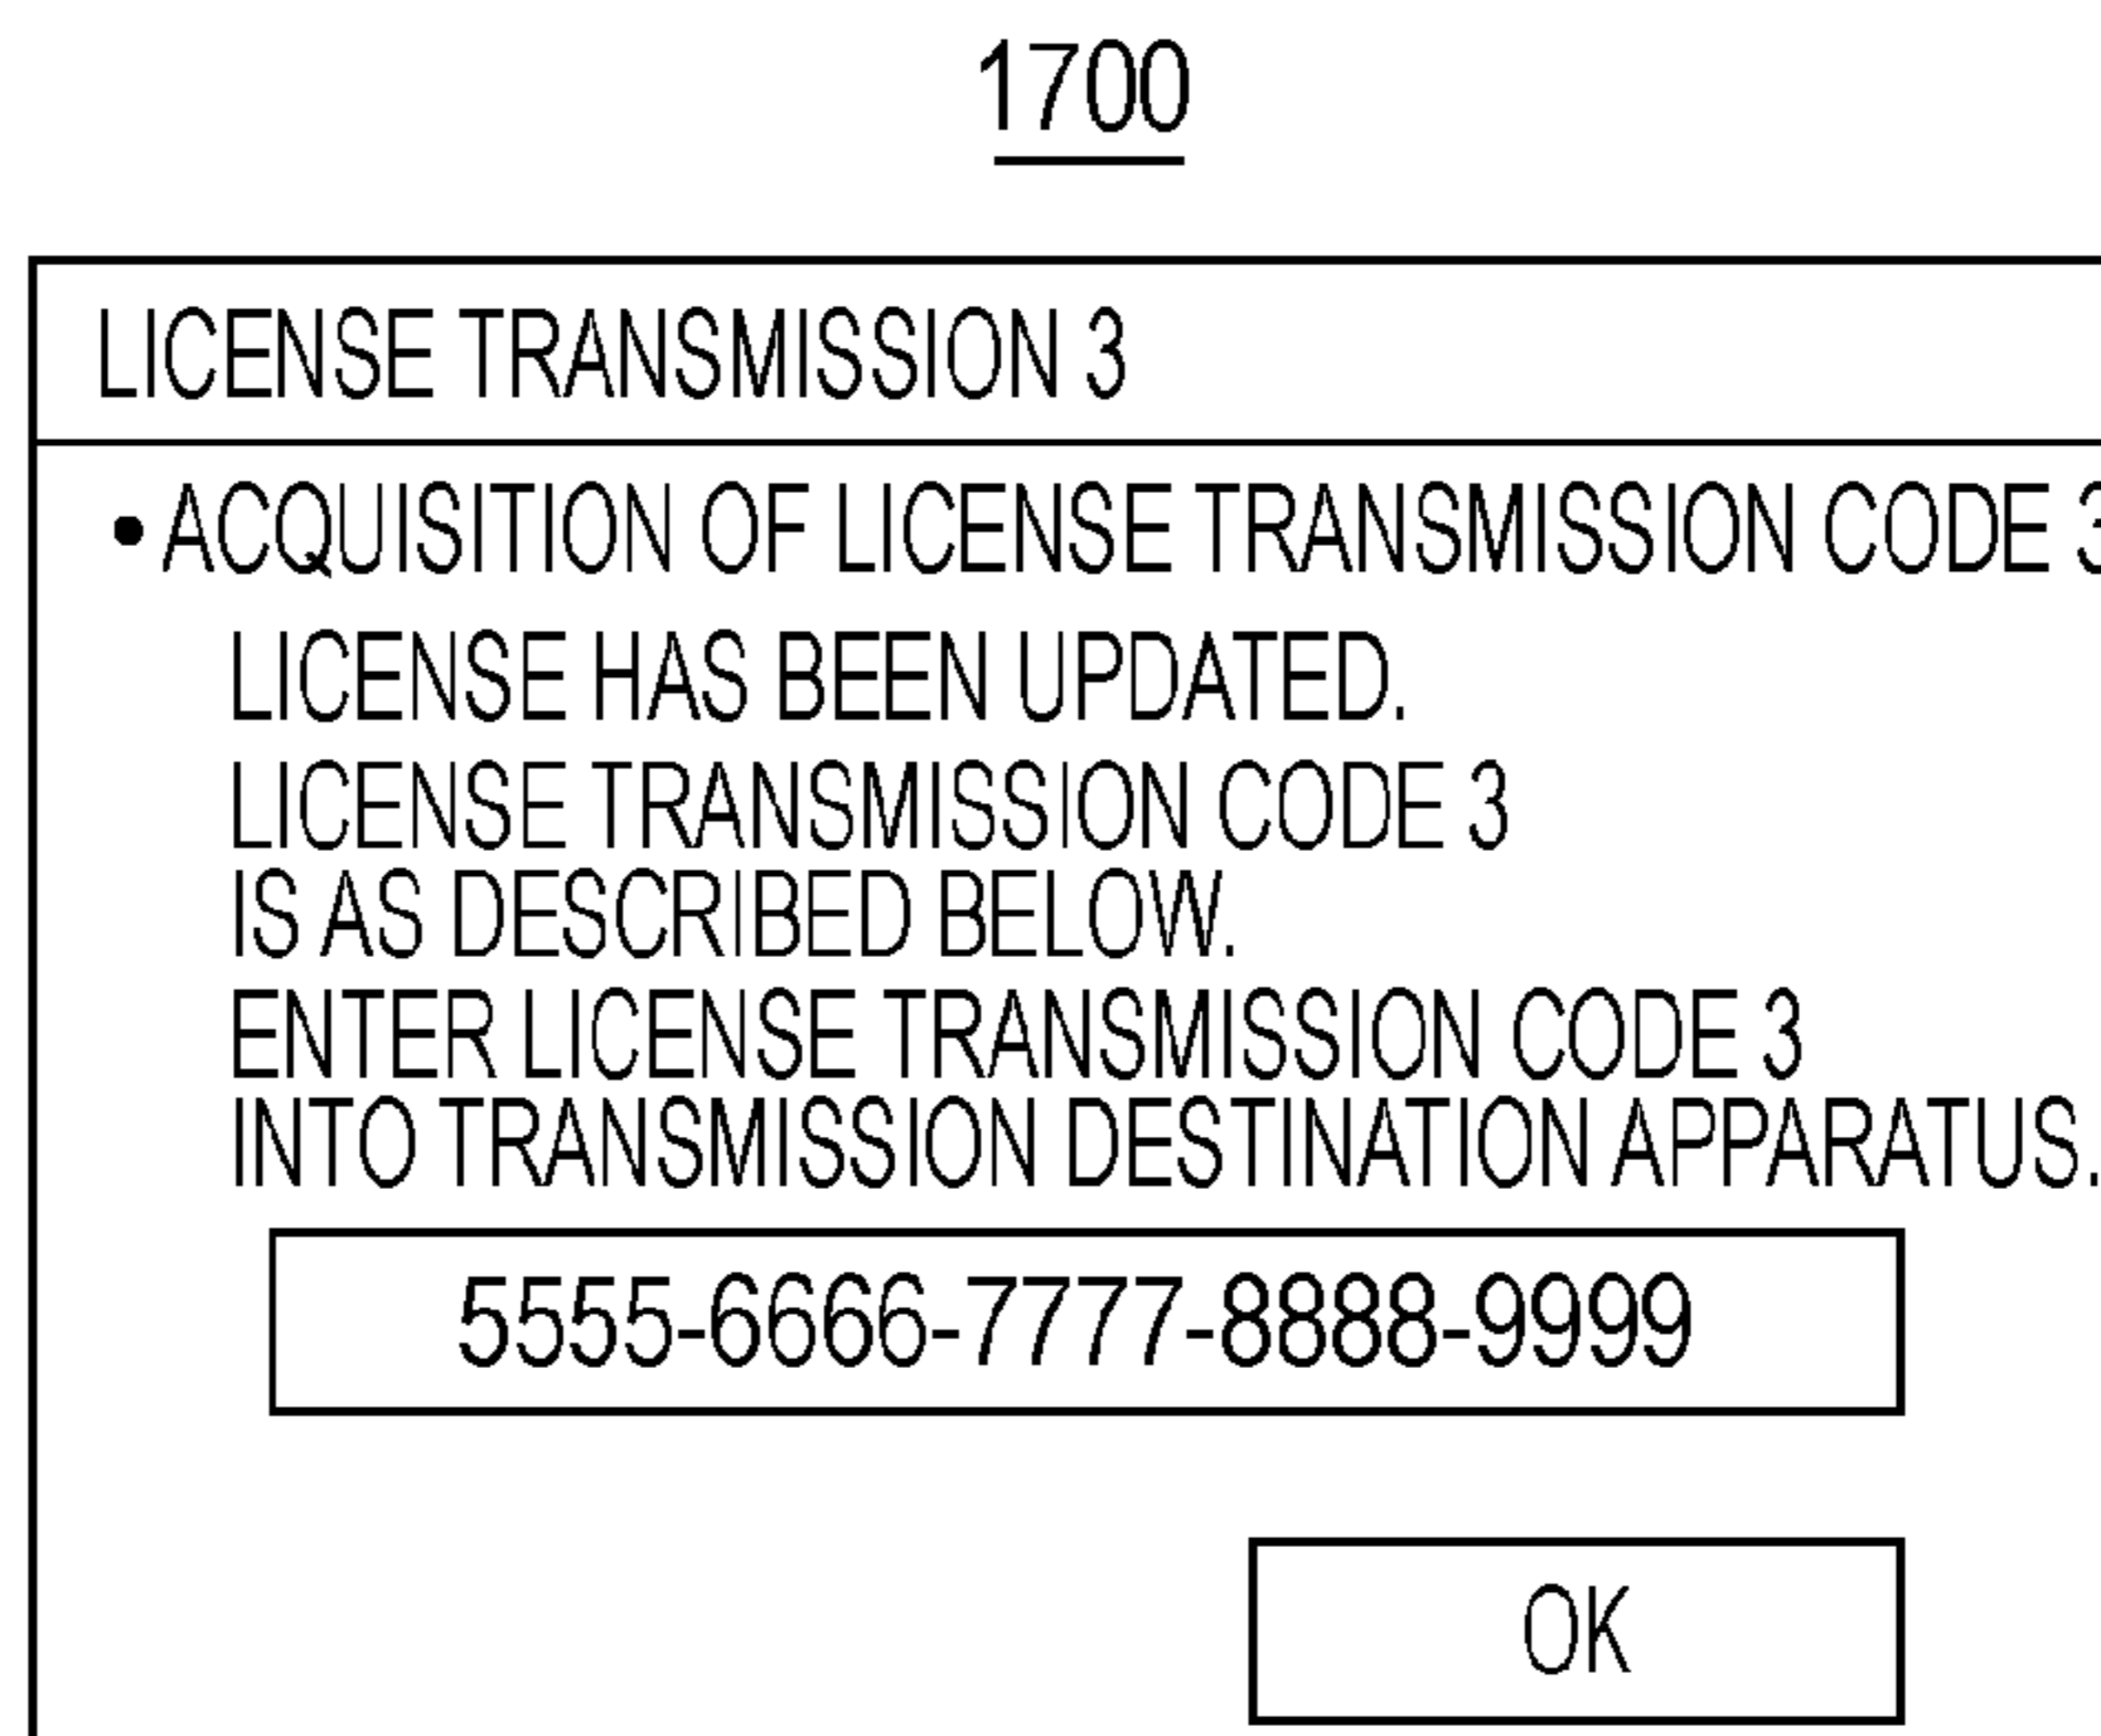 1700
LICENSE TRANSMISSION 3
•ACQUISITION OF LICENSE TRANSMISSION CODE 3
LICENSE HAS BEEN UPDATED.
LICENSE TRANSMISSION CODE 3
IS AS DESCRIBED BELOW.
ENTER LICENSE TRANSMISSION CODE 3
INTO TRANSMISSION DESTINATION APPARATUS.
5555-6666-7777-8888-9999
OK